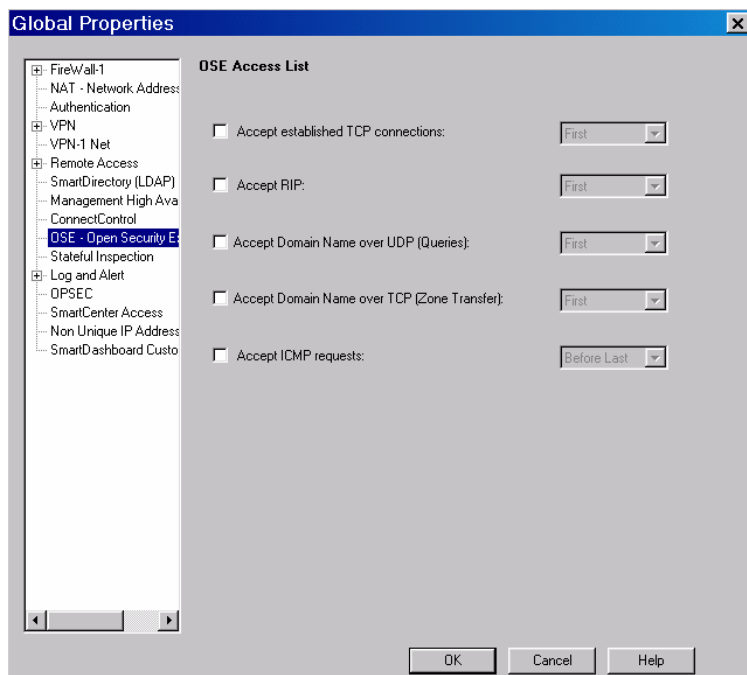 Global Properties
FireWall-1
NAT - Network Address
Authentication
VPN
VPN-1 Net
Remote Access
SmartDirectory (LDAP)
Management High Ava
ConnectControl
OSE - Open Security E
Stateful Inspection
Log and Alert
OPSEC
SmartCenter Access
Non Unique IP Address
SmartDashboard Custo
OSE Access List
Accept established TCP connections: First
Accept RIP: First
Accept Domain Name over UDP (Queries): First
Accept Domain Name over TCP (Zone Transfer): First
Accept ICMP requests: Before Last
OK Cancel Help